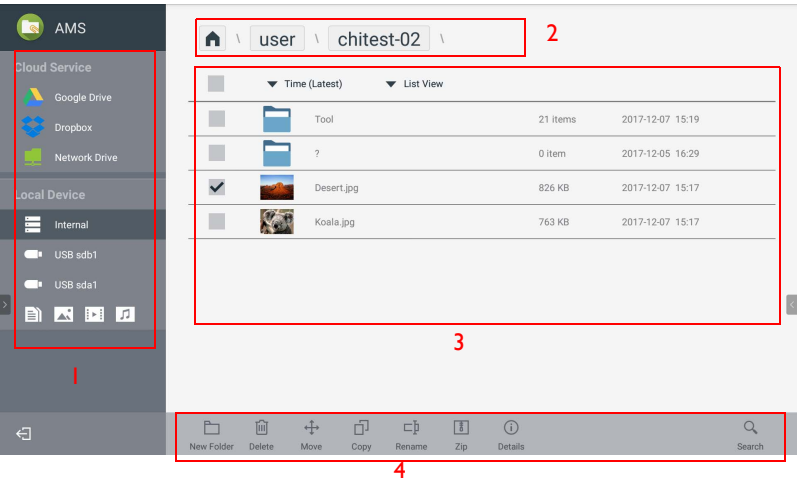 AMS
Cloud Service
Google Drive
Dropbox
Network Drive
Local Device
Internal
USB sdb1
USB sda1
1
\ user \ chitest-02 \
2
Time (Latest) List View
Tool 21 items 2017-12-07 15:19
? 0 item 2017-12-05 16:29
Desert.jpg 826 KB 2017-12-07 15:17
Koala.jpg 763 KB 2017-12-07 15:17
3
New Folder Delete Move Copy Rename Zip Details Search
4